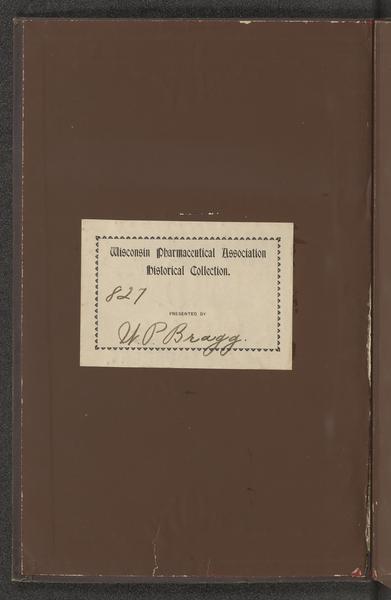 Wisconsin Pharmaceutical Association
Historical Collection.
827
PRESENTED BY
W. P. Bragg.